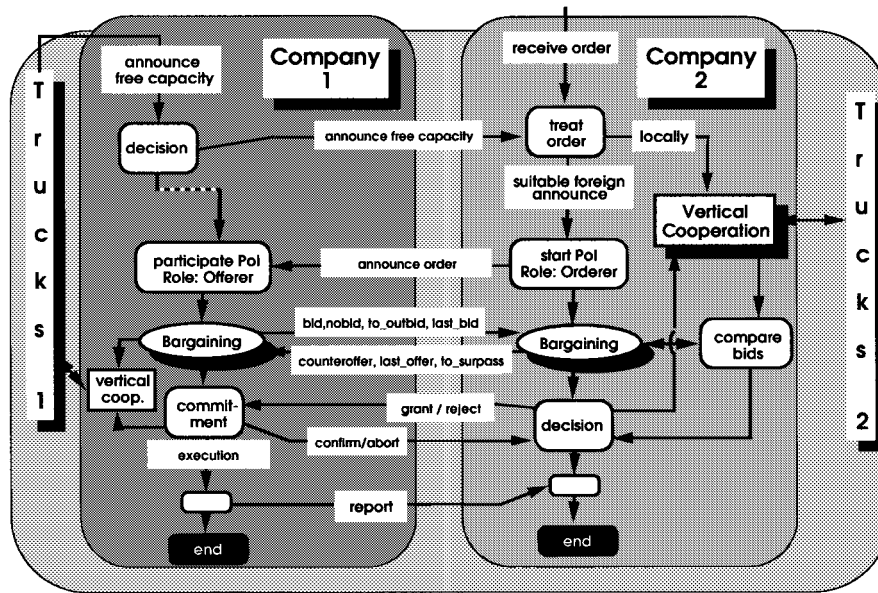 announce
free capacity
Company
1
receive order
Company
2
Trucks 1
decision
announce free capacity
treat
order
locally
Trucks 2
suitable foreign
announce
Vertical
Cooperation
participate PoI
Role: Offerer
announce order
start PoI
Role: Orderer
Bargaining
bid,nobid, to_outbid, last_bid
Bargaining
compare
bids
counteroffer, last_offer, to_surpass
vertical
coop.
commit-
ment
grant / reject
decision
confirm/abort
execution
report
end
end